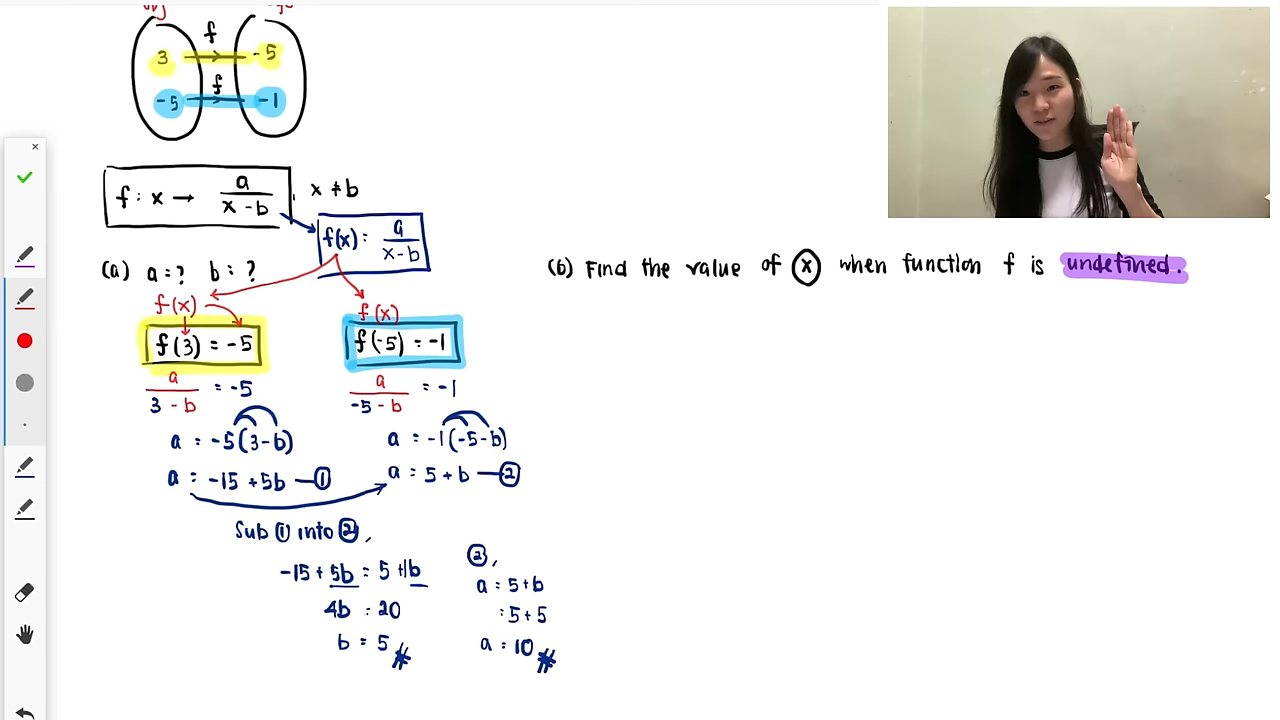 f
3 → -5
f
-5 → -1
f : x → a / (x - b) , x ≠ b
f(x) : a / (x - b)
(a) a = ? b = ?
f(x)
f(3) = -5
a / (3 - b) = -5
a = -5(3-b)
a = -15 + 5b — ①
f(x)
f(-5) = -1
a / (-5 - b) = -1
a = -1(-5-b)
a = 5 + b — ②
Sub ① into ②,
-15 + 5b = 5 + 1b
4b = 20
b = 5 #
②,
a = 5 + b
= 5 + 5
a = 10 #
(b) Find the value of x when function f is undefined.